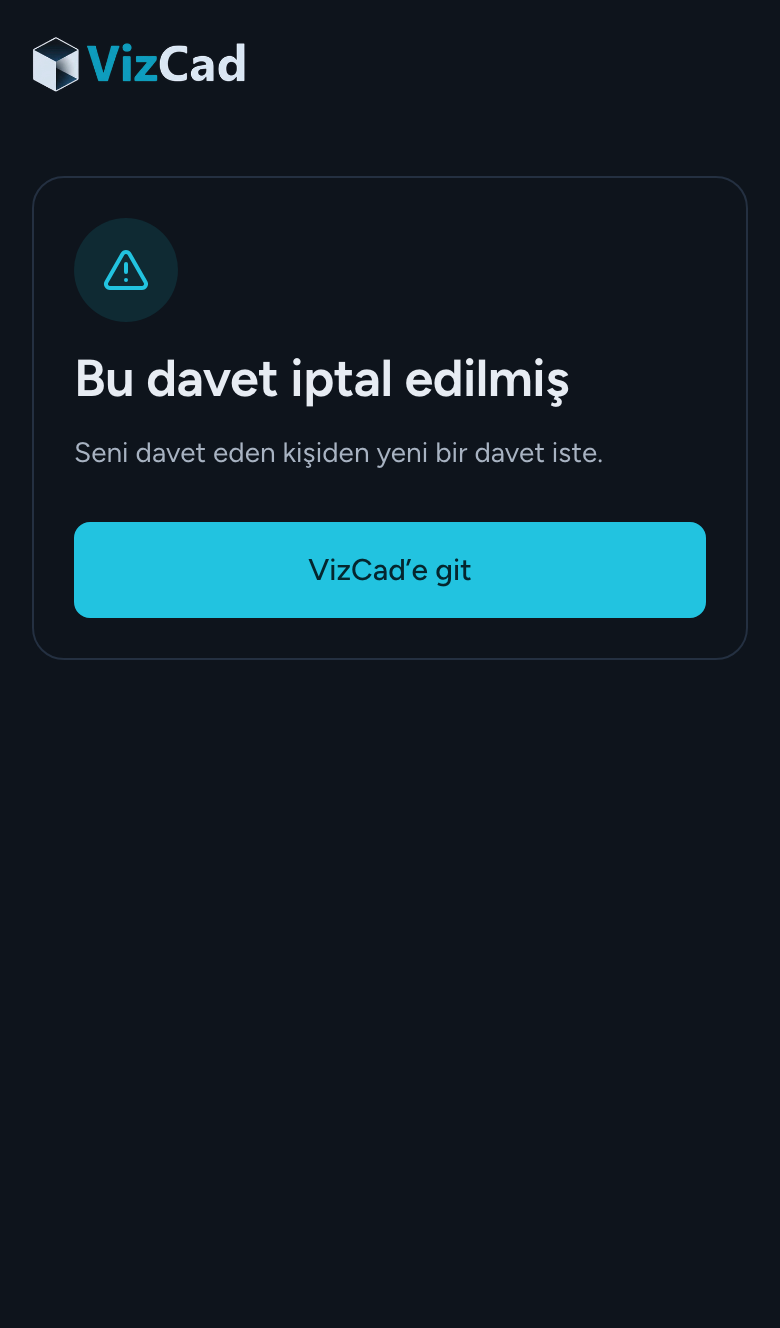 VizCad
Bu davet iptal edilmiş
Seni davet eden kişiden yeni bir davet iste.
VizCad’e git